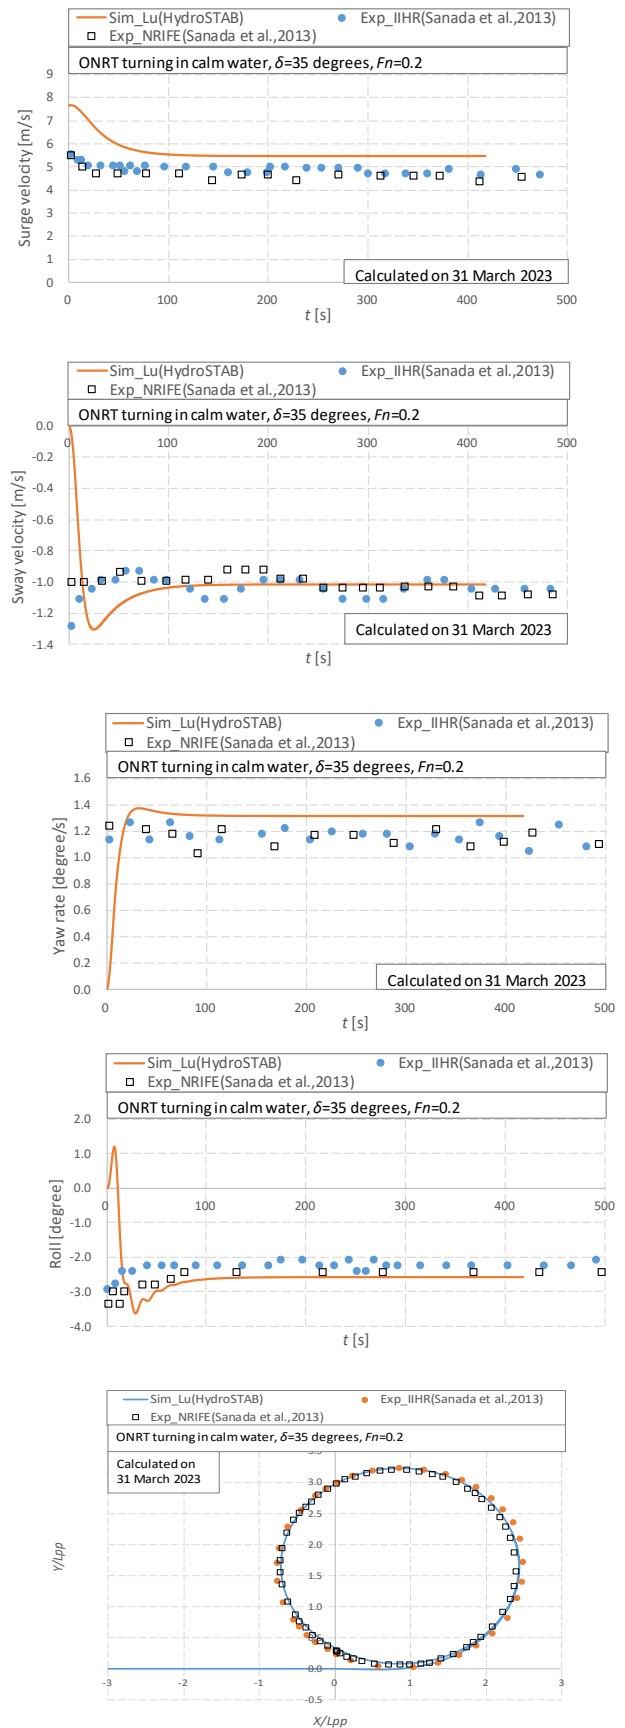 Sim_Lu(HydroSTAB) Exp_IIHR(Sanada et al.,2013)
Exp_NRIFE(Sanada et al.,2013)
ONRT turning in calm water, δ=35 degrees, Fn=0.2
9
8
7
6
5
4
3
2
1
0
Surge velocity [m/s]
Calculated on 31 March 2023
0 100 200 300 400 500
t [s]
Sim_Lu(HydroSTAB) Exp_IIHR(Sanada et al.,2013)
Exp_NRIFE(Sanada et al.,2013)
ONRT turning in calm water, δ=35 degrees, Fn=0.2
0.0
0 100 200 300 400 500
-0.2
-0.4
-0.6
-0.8
-1.0
-1.2
-1.4
Sway velocity [m/s]
Calculated on 31 March 2023
t [s]
Sim_Lu(HydroSTAB) Exp_IIHR(Sanada et al.,2013)
Exp_NRIFE(Sanada et al.,2013)
ONRT turning in calm water, δ=35 degrees, Fn=0.2
1.6
1.4
1.2
1.0
0.8
0.6
0.4
0.2
0.0
Yaw rate [degree/s]
Calculated on 31 March 2023
0 100 200 300 400 500
t [s]
Sim_Lu(HydroSTAB) Exp_IIHR(Sanada et al.,2013)
Exp_NRIFE(Sanada et al.,2013)
ONRT turning in calm water, δ=35 degrees, Fn=0.2
2.0
1.0
0.0
0 100 200 300 400 500
-1.0
-2.0
-3.0
-4.0
Roll [degree]
t [s]
Sim_Lu(HydroSTAB) Exp_IIHR(Sanada et al.,2013)
Exp_NRIFE(Sanada et al.,2013)
ONRT turning in calm water, δ=35 degrees, Fn=0.2
Calculated on
31 March 2023
3.5
3.0
2.5
2.0
1.5
1.0
0.0
-0.5
Y/Lpp
-3 -2 -1 0 1 2 3
X/Lpp